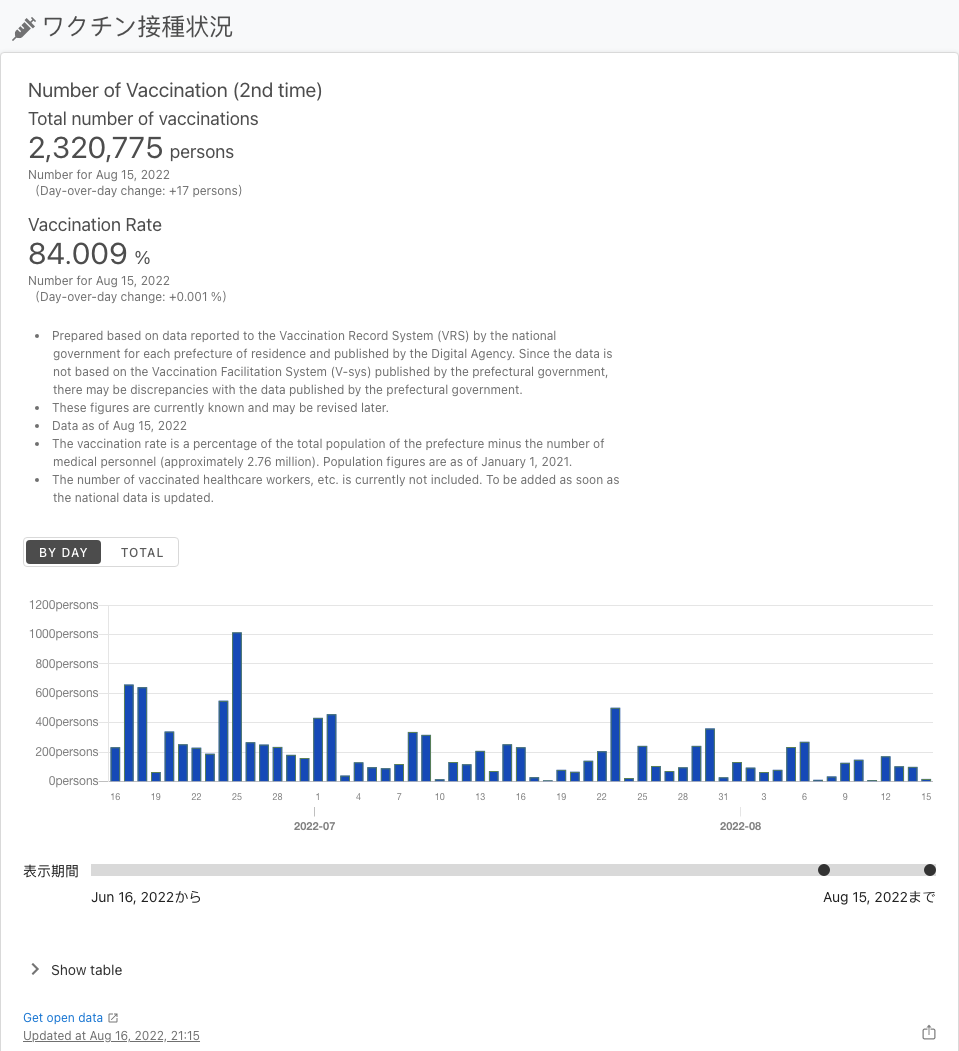 ワクチン接種状況
Number of Vaccination (2nd time)
Total number of vaccinations
2,320,775 persons
Number for Aug 15, 2022
(Day-over-day change: +17 persons)
Vaccination Rate
84.009 %
Number for Aug 15, 2022
(Day-over-day change: +0.001 %)
• Prepared based on data reported to the Vaccination Record System (VRS) by the national
government for each prefecture of residence and published by the Digital Agency. Since the data is
not based on the Vaccination Facilitation System (V-sys) published by the prefectural government,
there may be discrepancies with the data published by the prefectural government.
• These figures are currently known and may be revised later.
• Data as of Aug 15, 2022
• The vaccination rate is a percentage of the total population of the prefecture minus the number of
medical personnel (approximately 2.76 million). Population figures are as of January 1, 2021.
• The number of vaccinated healthcare workers, etc. is currently not included. To be added as soon as
the national data is updated.
BY DAY TOTAL
1200persons
1000persons
800persons
600persons
400persons
200persons
0persons
16 19 22 25 28 1 4 7 10 13 16 19 22 25 28 31 3 6 9 12 15
2022-07 2022-08
表示期間
Jun 16, 2022から Aug 15, 2022まで
Show table
Get open data
Updated at Aug 16, 2022, 21:15